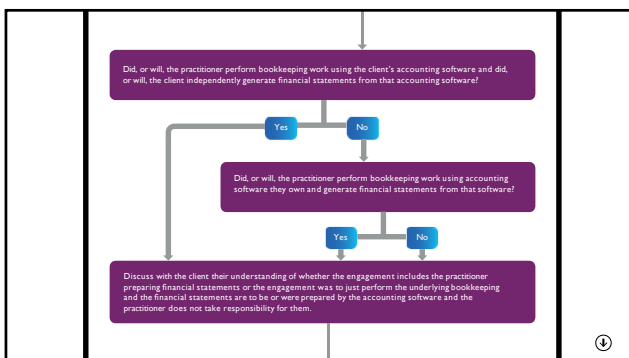 Did, or will, the practitioner perform bookkeeping work using the client's accounting software and did,
or will, the client independently generate financial statements from that accounting software?
Yes
No
Did, or will, the practitioner perform bookkeeping work using accounting
software they own and generate financial statements from that software?
Yes
No
Discuss with the client their understanding of whether the engagement includes the practitioner
preparing financial statements or the engagement was to just perform the underlying bookkeeping
and the financial statements are to be or were prepared by the accounting software and the
practitioner does not take responsibility for them.